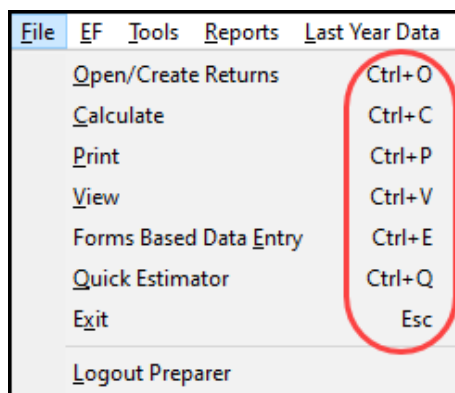 File EF Tools Reports Last Year Data
Open/Create Returns Ctrl+O
Calculate Ctrl+C
Print Ctrl+P
View Ctrl+V
Forms Based Data Entry Ctrl+E
Quick Estimator Ctrl+Q
Exit Esc
Logout Preparer